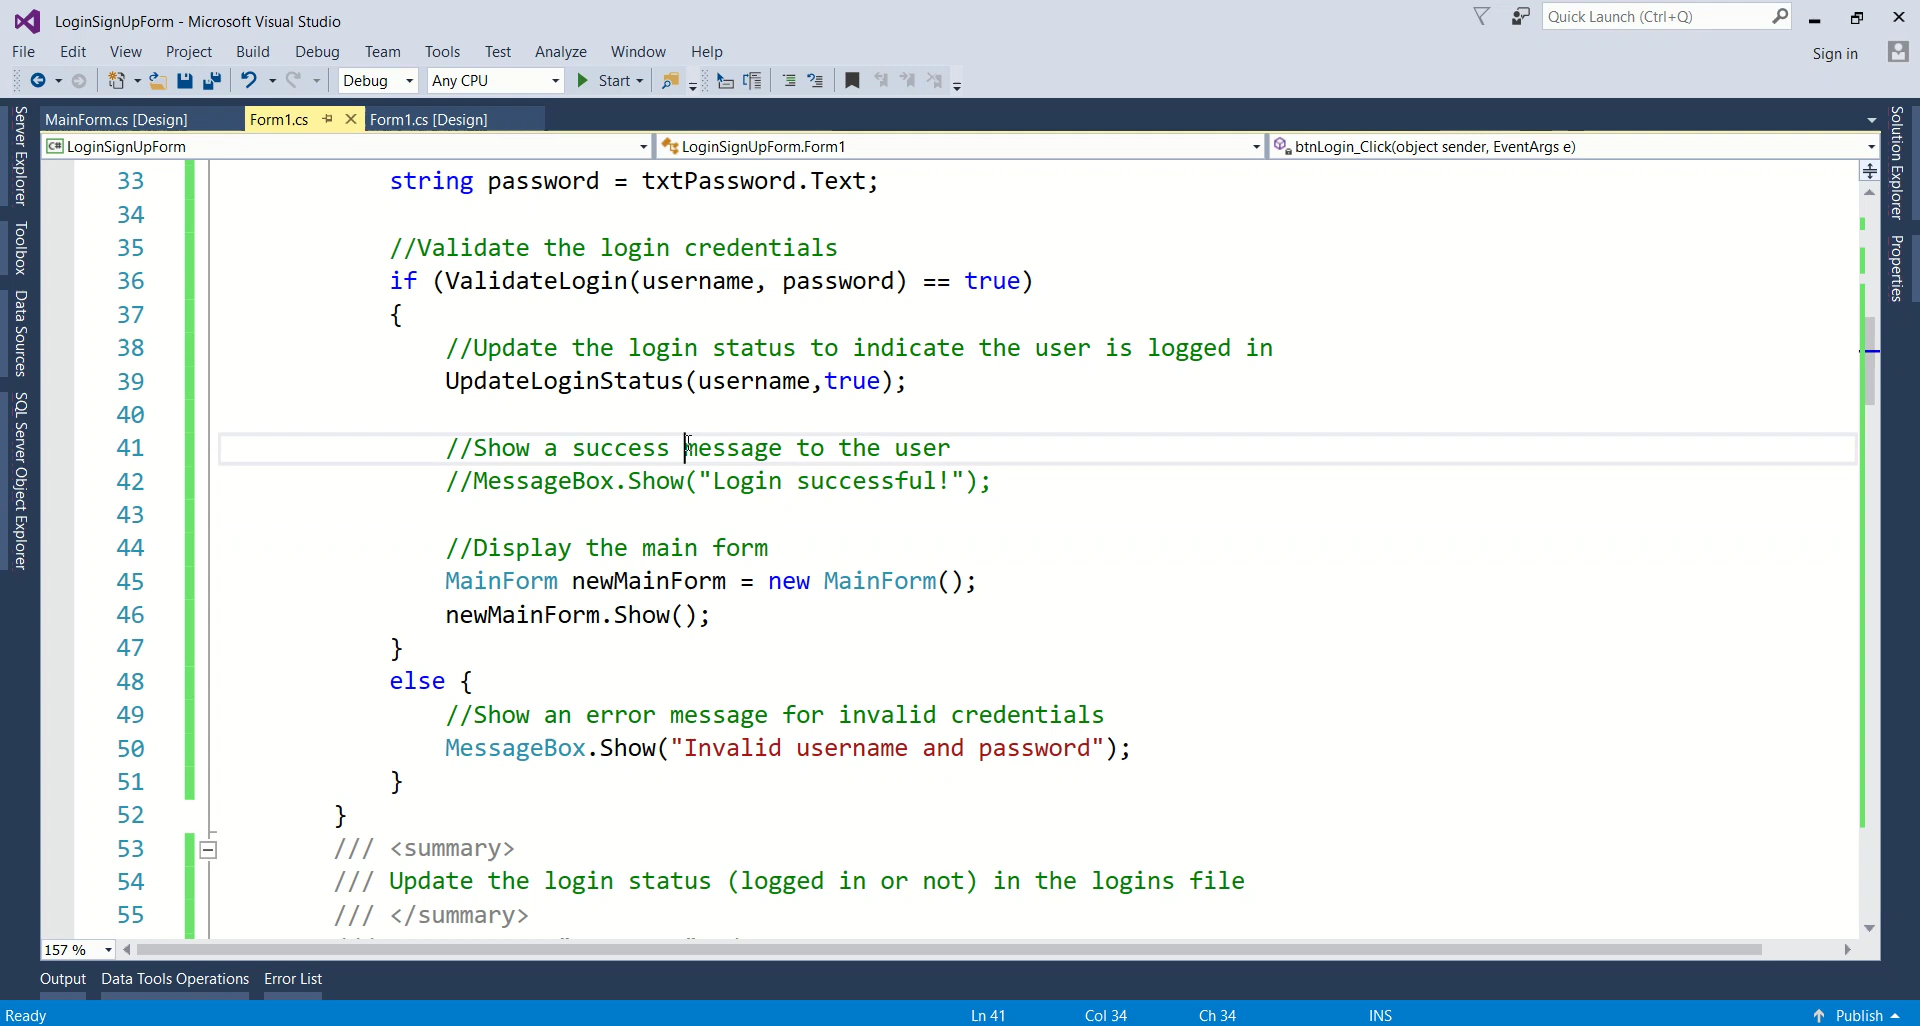 LoginSignUpForm - Microsoft Visual Studio
Quick Launch (Ctrl+Q)
File Edit View Project Build Debug Team Tools Test Analyze Window Help
Sign in
Debug Any CPU Start
MainForm.cs [Design] Form1.cs Form1.cs [Design]
C# LoginSignUpForm LoginSignUpForm.Form1 btnLogin_Click(object sender, EventArgs e)
Server Explorer
Toolbox
Data Sources
SQL Server Object Explorer
Solution Explorer
Properties
33 string password = txtPassword.Text;
34
35 //Validate the login credentials
36 if (ValidateLogin(username, password) == true)
37 {
38 //Update the login status to indicate the user is logged in
39 UpdateLoginStatus(username,true);
40
41 //Show a success message to the user
42 //MessageBox.Show("Login successful!");
43
44 //Display the main form
45 MainForm newMainForm = new MainForm();
46 newMainForm.Show();
47 }
48 else {
49 //Show an error message for invalid credentials
50 MessageBox.Show("Invalid username and password");
51 }
52 }
53 /// <summary>
54 /// Update the login status (logged in or not) in the logins file
55 /// </summary>
157 %
Output Data Tools Operations Error List
Ready Ln 41 Col 34 Ch 34 INS Publish